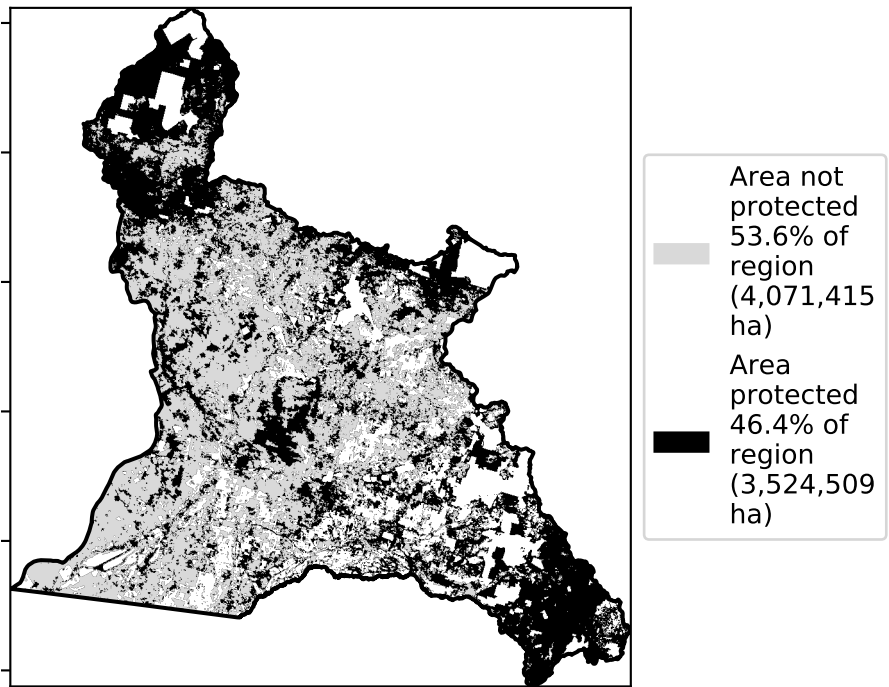 Area not
protected
53.6% of
region
(4,071,415
ha)
Area
protected
46.4% of
region
(3,524,509
ha)